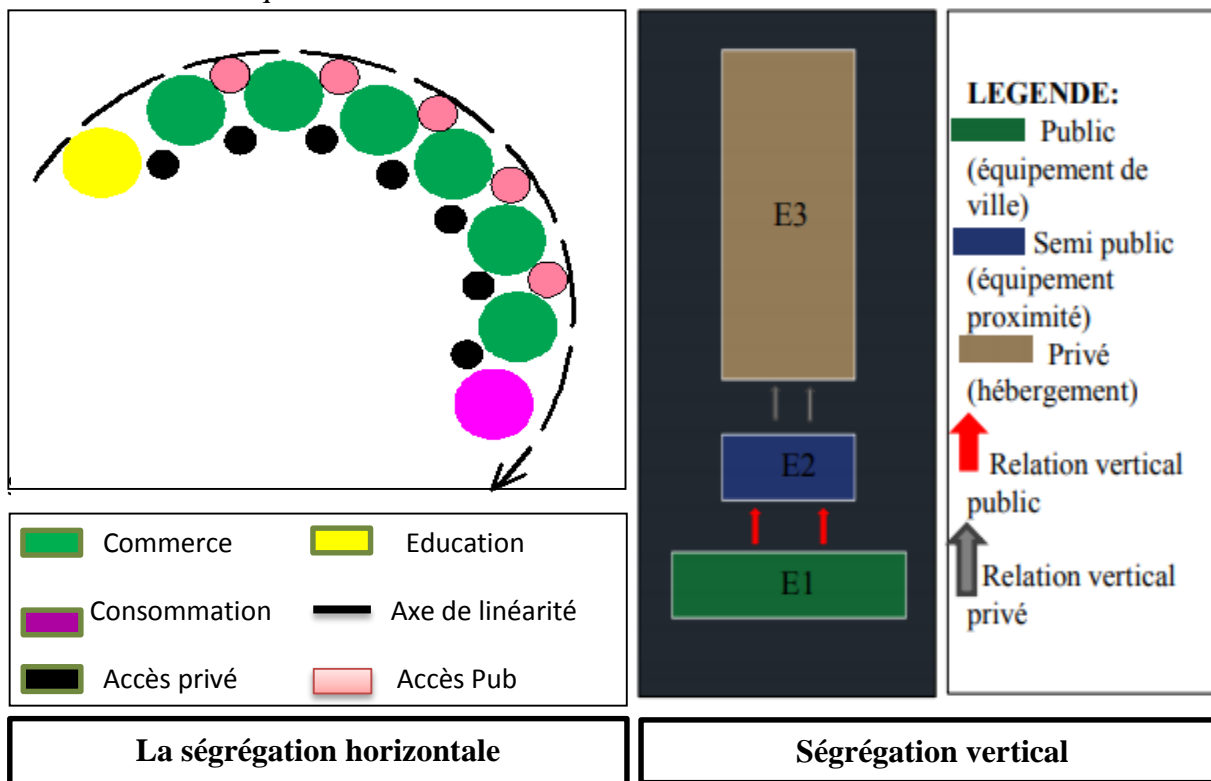 E3
E2
E1
LEGENDE:
Public
(équipement de
ville)
Semi public
(équipement
proximité)
Privé
(hébergement)
Relation vertical
public
Relation vertical
privé
Commerce
Education
Consommation
Axe de linéarité
Accès privé
Accès Pub
La ségrégation horizontale
Ségrégation vertical